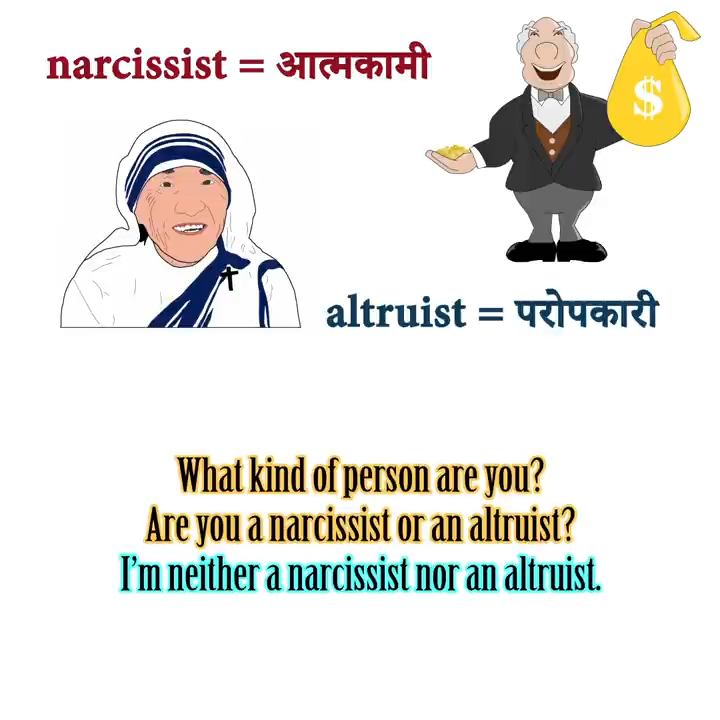 narcissist = आत्मकामी
$
altruist = परोपकारी
What kind of person are you?
Are you a narcissist or an altruist?
I'm neither a narcissist nor an altruist.